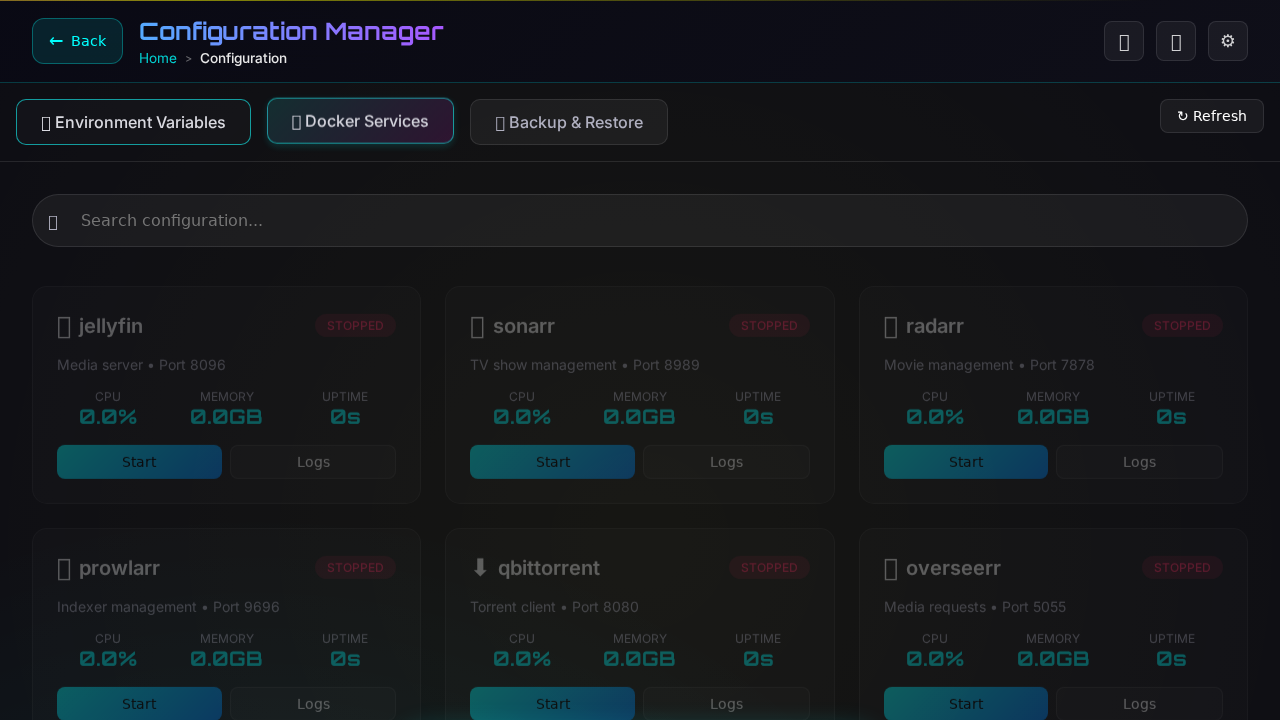 ← Back
Configuration Manager
Home > Configuration
⚙
Environment Variables
Docker Services
Backup & Restore
↻ Refresh
Search configuration...
jellyfin STOPPED
Media server • Port 8096
CPU MEMORY UPTIME
0.0% 0.0GB 0s
Start Logs
sonarr STOPPED
TV show management • Port 8989
CPU MEMORY UPTIME
0.0% 0.0GB 0s
Start Logs
radarr STOPPED
Movie management • Port 7878
CPU MEMORY UPTIME
0.0% 0.0GB 0s
Start Logs
prowlarr STOPPED
Indexer management • Port 9696
CPU MEMORY UPTIME
0.0% 0.0GB 0s
Start Logs
⬇ qbittorrent STOPPED
Torrent client • Port 8080
CPU MEMORY UPTIME
0.0% 0.0GB 0s
Start Logs
overseerr STOPPED
Media requests • Port 5055
CPU MEMORY UPTIME
0.0% 0.0GB 0s
Start Logs